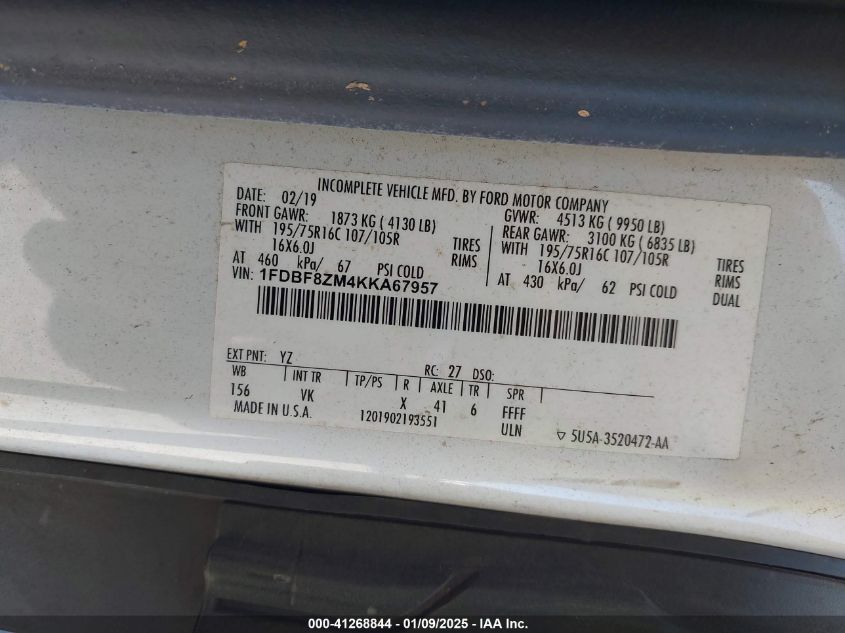 INCOMPLETE VEHICLE MFD. BY FORD MOTOR COMPANY
DATE: 02/19 GVWR: 4513 KG ( 9950 LB)
FRONT GAWR: 1873 KG ( 4130 LB) REAR GAWR: 3100 KG ( 6835 LB)
WITH 195/75R16C 107/105R TIRES WITH 195/75R16C 107/105R TIRES
16X6.0J RIMS 16X6.0J RIMS
AT 460 kPa/ 67 PSI COLD AT 430 kPa/ 62 PSI COLD DUAL
VIN: 1FDBF8ZM4KKA67957
EXT PNT: YZ RC: 27 DSO:
WB INT TR TP/PS R AXLE TR SPR
156 VK X 41 6 FFFF
MADE IN U.S.A. 1201902193551 ULN ▽ 5U5A-3520472-AA
000-41268844 - 01/09/2025 - IAA Inc.